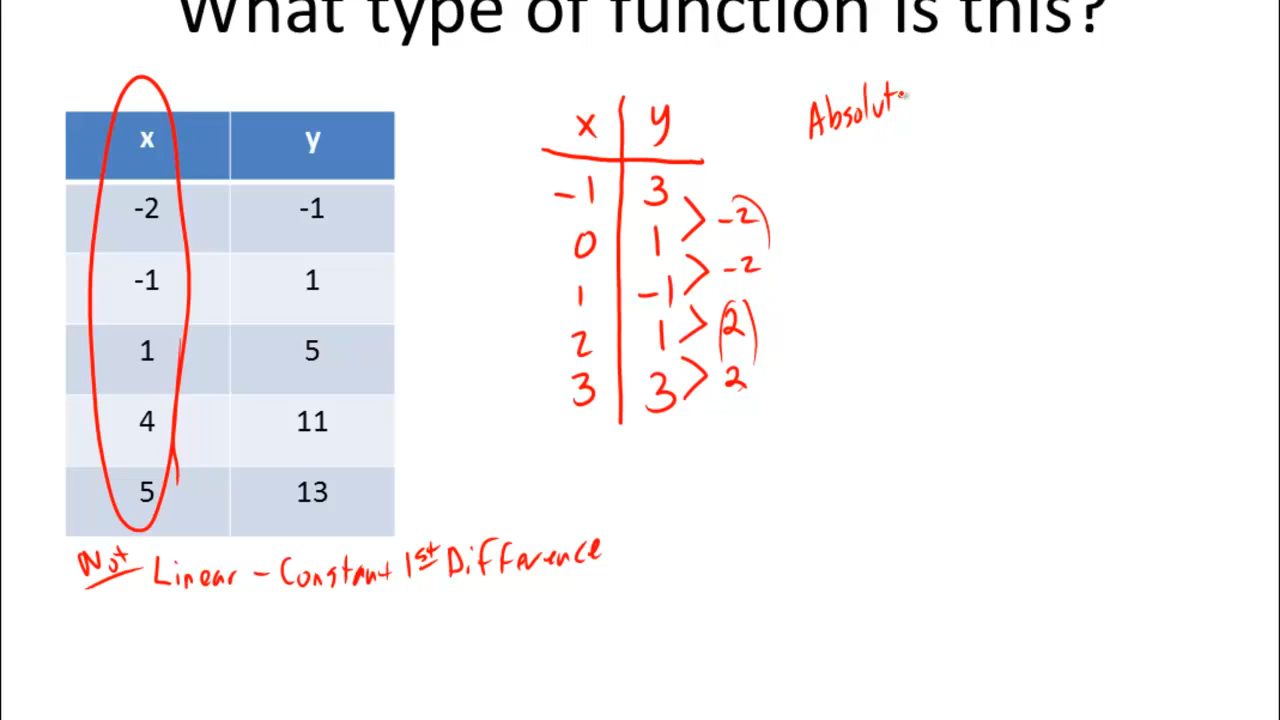 What type of function is this?
x y
-2 -1
-1 1
1 5
4 11
5 13
Not Linear - Constant 1st Difference
x y
-1 3
0 1
1 -1
2 1
3 3
-2
-2
2
2
Absolut